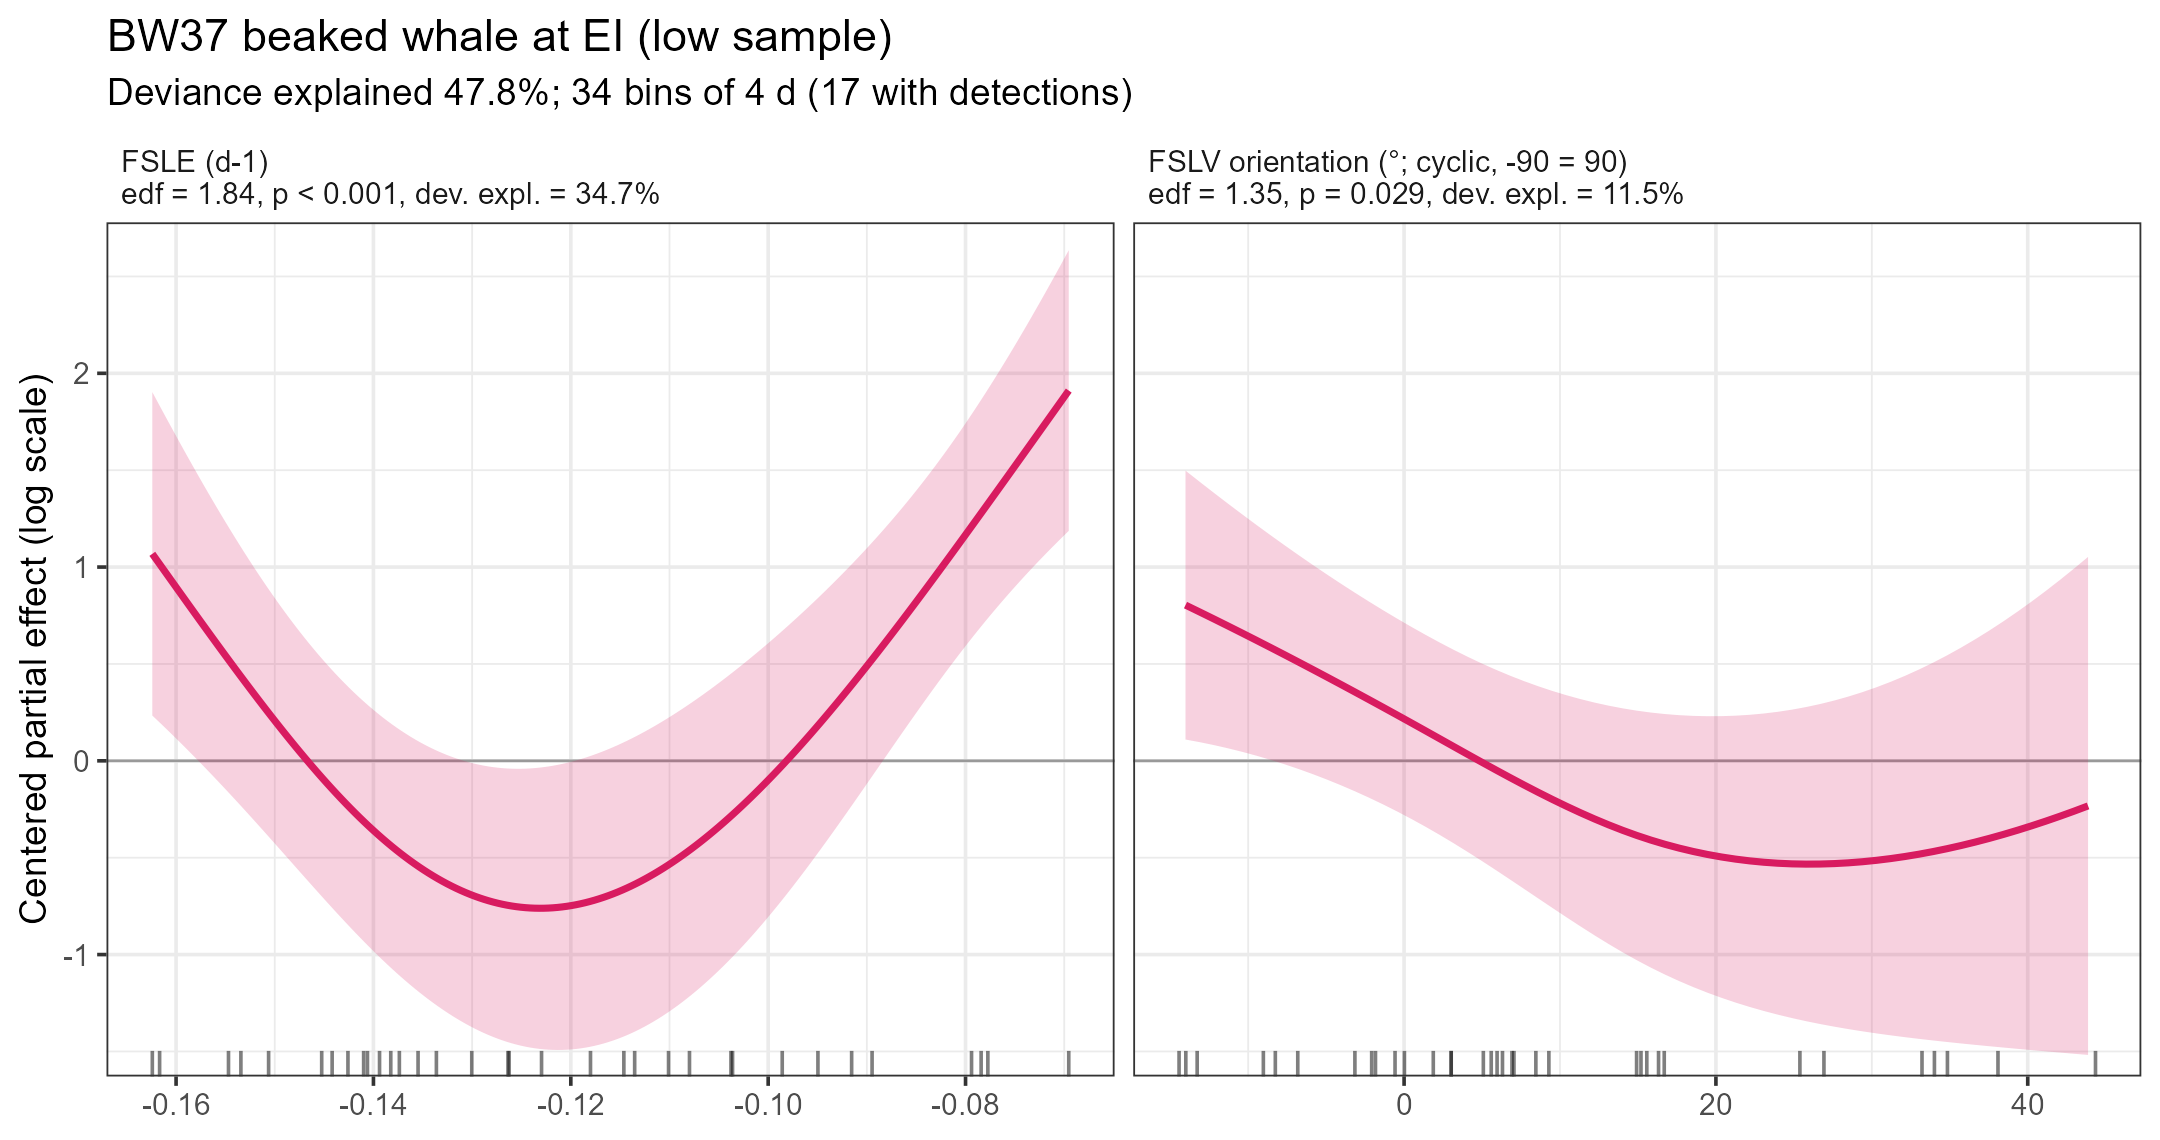 BW37 beaked whale at EI (low sample)
Deviance explained 47.8%; 34 bins of 4 d (17 with detections)
FSLE (d-1)
edf = 1.84, p < 0.001, dev. expl. = 34.7%
FSLV orientation (°; cyclic, -90 = 90)
edf = 1.35, p = 0.029, dev. expl. = 11.5%
Centered partial effect (log scale)
2
1
0
-1
-0.16 -0.14 -0.12 -0.10 -0.08
0 20 40